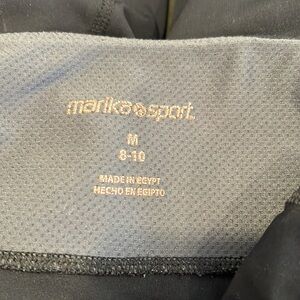 marika sport.
M
8-10
MADE IN EGYPT
HECHO EN EGIPTO